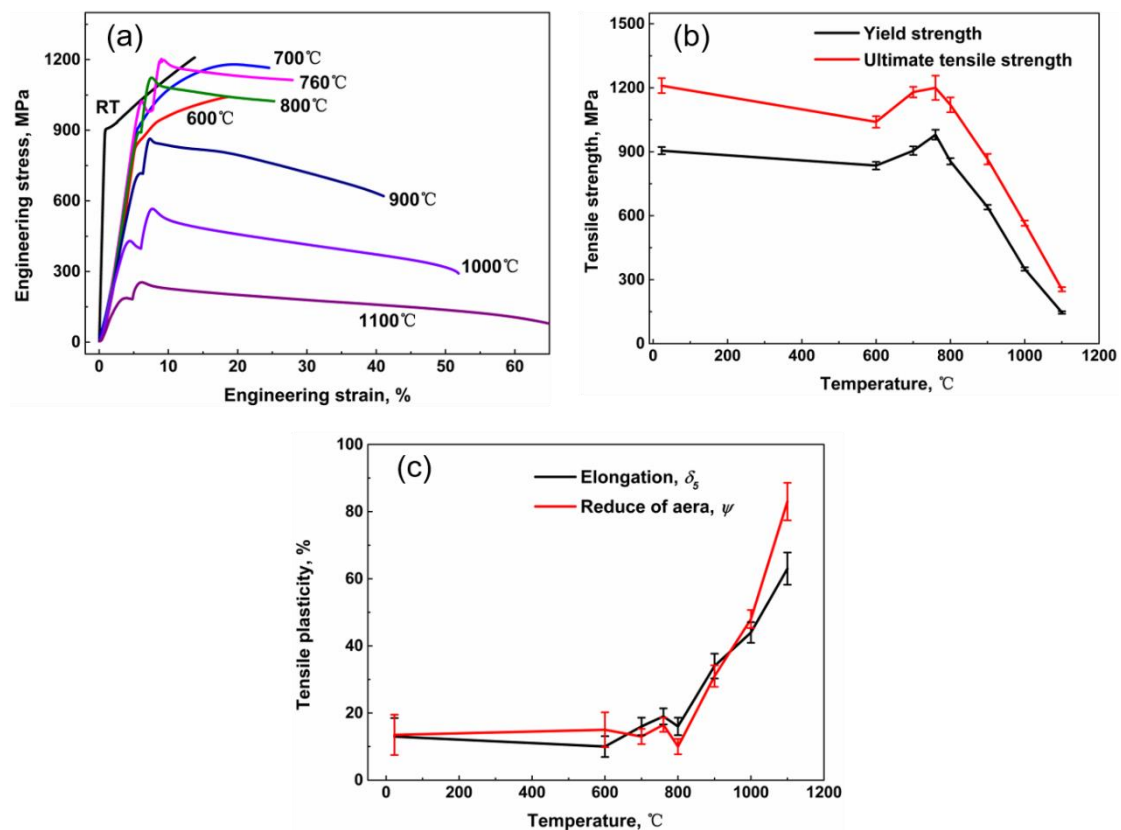 (a)
Engineering stress, MPa
1200
900
600
300
0
RT
700℃
760℃
800℃
600℃
900℃
1000℃
1100℃
0 10 20 30 40 50 60
Engineering strain, %
(b)
Yield strength
Ultimate tensile strength
Tensile strength, MPa
1500
1200
900
600
300
0
0 200 400 600 800 1000 1200
Temperature, ℃
(c)
Elongation, δ5
Reduce of aera, ψ
Tensile plasticity, %
100
80
60
40
20
0
0 200 400 600 800 1000 1200
Temperature, ℃